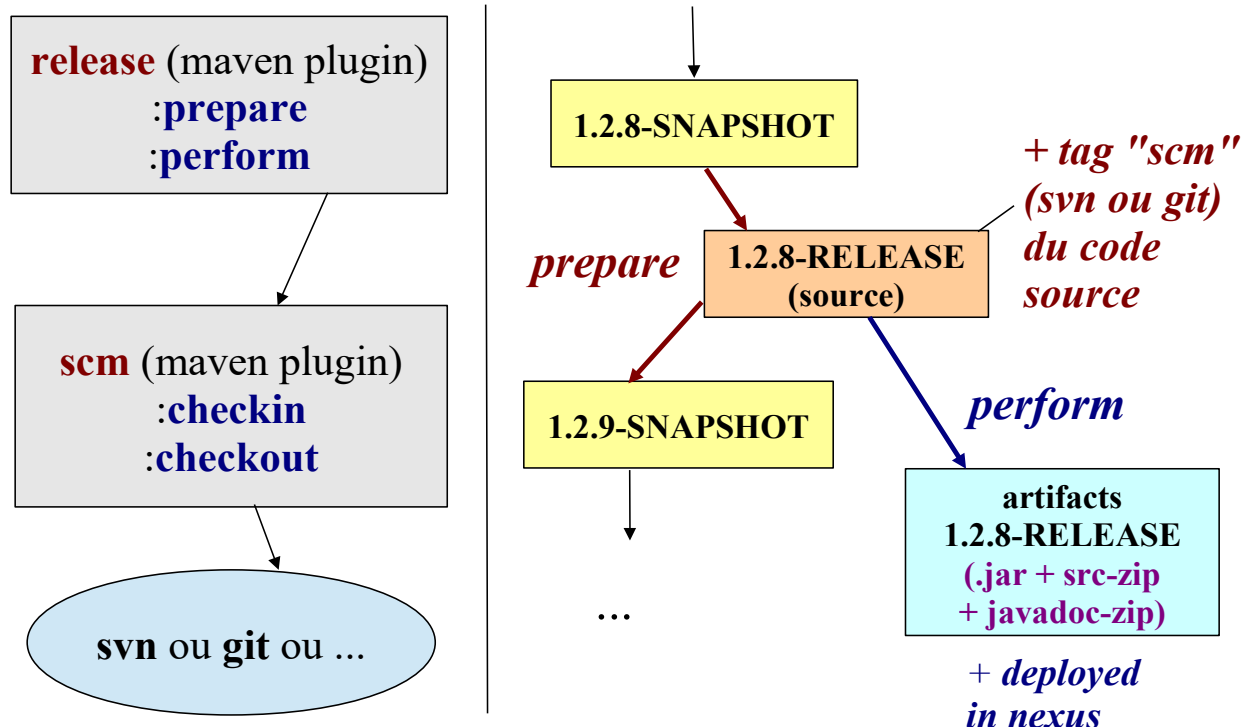 release (maven plugin)
:prepare
:perform
scm (maven plugin)
:checkin
:checkout
svn ou git ou ...
1.2.8-SNAPSHOT
+ tag "scm"
(svn ou git)
du code
source
prepare
1.2.8-RELEASE
(source)
1.2.9-SNAPSHOT
perform
...
artifacts
1.2.8-RELEASE
(.jar + src-zip
+ javadoc-zip)
+ deployed
in nexus